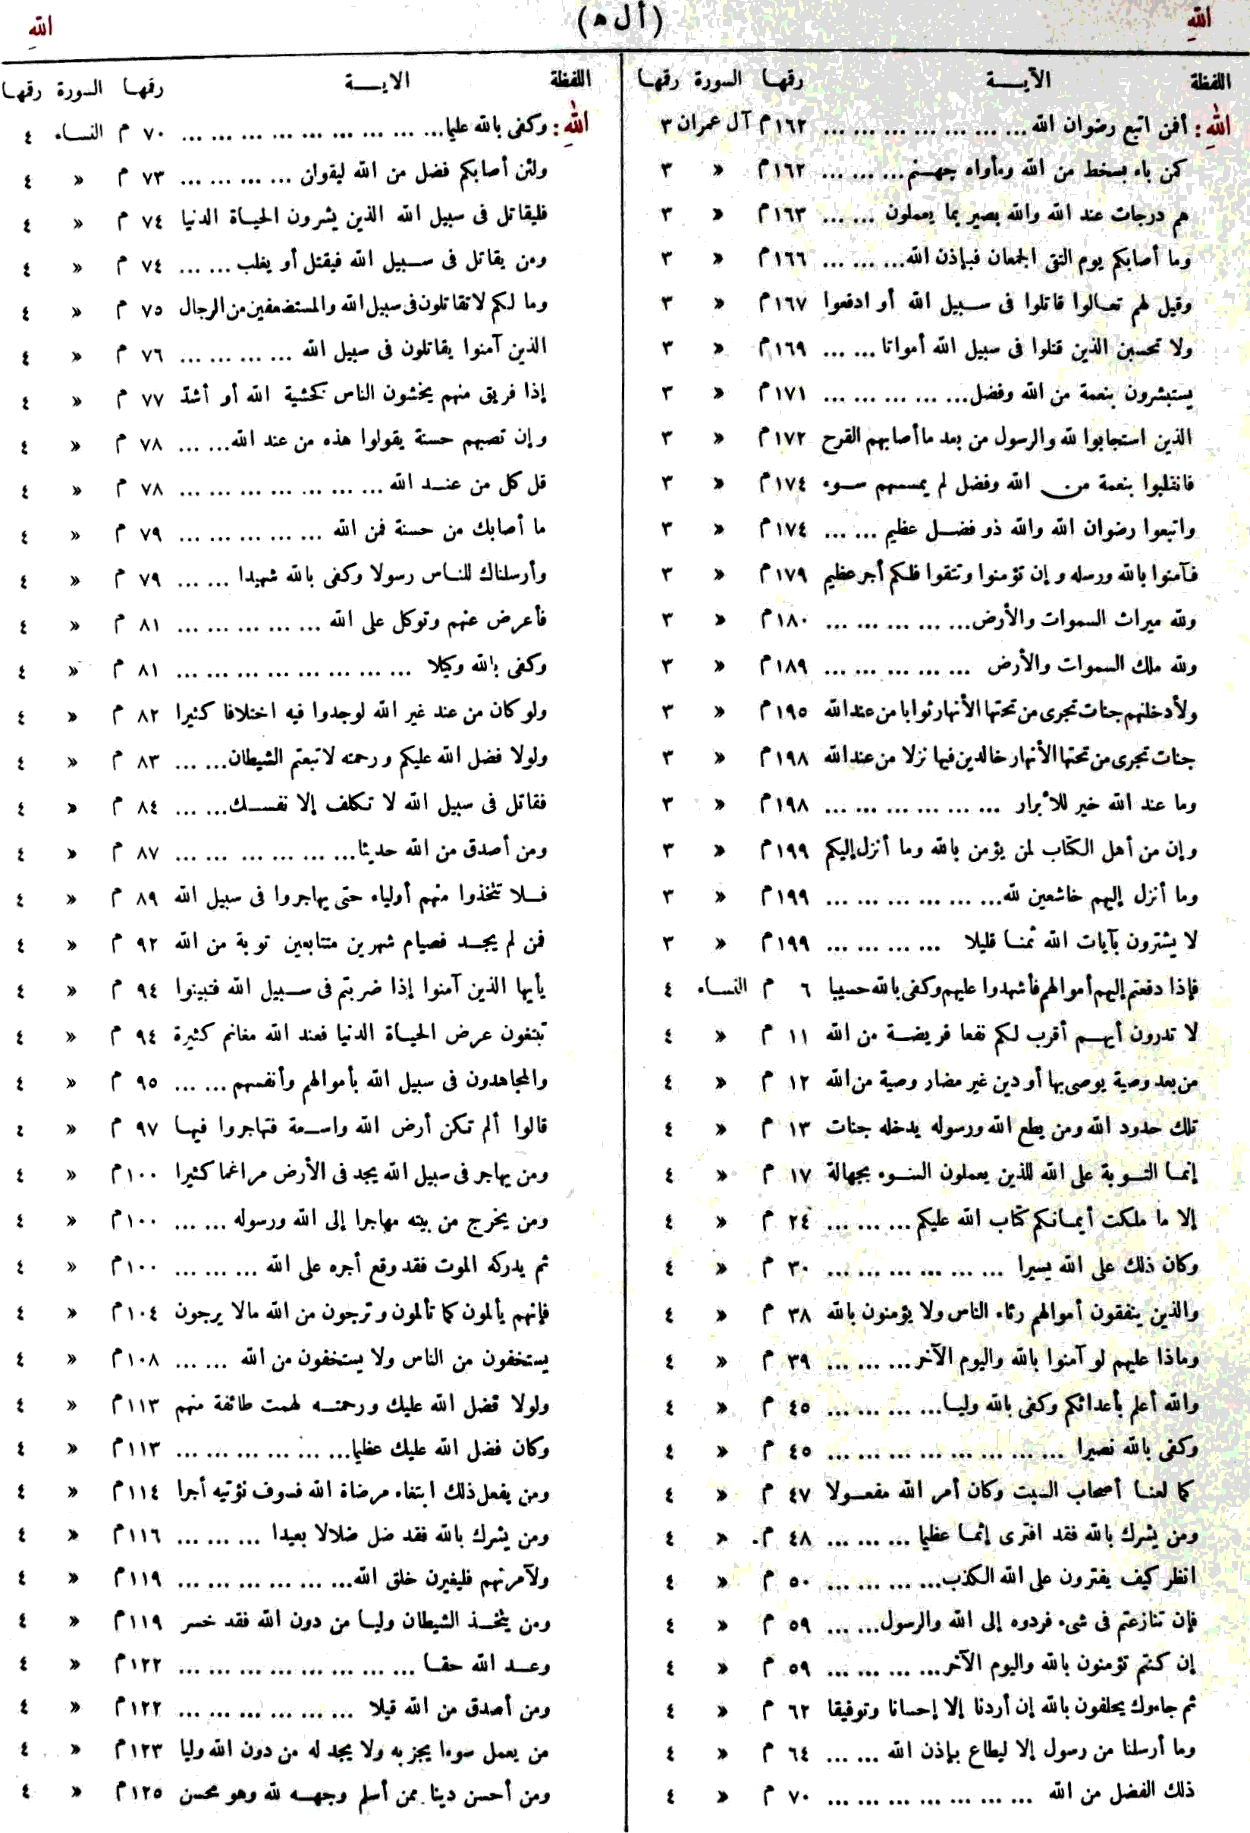 اللهِ (أ ل ه) اللهِ
اللفظة الآيـــة رقمها السورة رقمها
اللهِ: أفمن اتبع رضوان الله ... ... ... ... ... ... ١٦٢ م آل عمران ٣
كمن باء بسخط من الله ومأواه جهنم ... ... ... ١٦٢ م » ٣
هم درجات عند الله والله بصير بما يعملون ... ... ١٦٣ م » ٣
وما أصابكم يوم التقى الجمعان فبإذن الله ... ... ... ١٦٦ م » ٣
وقيل لهم تعالوا قاتلوا فى سبيل الله أو ادفعوا ١٦٧ م » ٣
ولا تحسبن الذين قتلوا فى سبيل الله أمواتا ... ... ١٦٩ م » ٣
يستبشرون بنعمة من الله وفضل ... ... ... ... ١٧١ م » ٣
الذين استجابوا لله والرسول من بعد ما أصابهم القرح ١٧٢ م » ٣
فانقلبوا بنعمة من الله وفضل لم يمسسهم سوء ١٧٤ م » ٣
واتبعوا رضوان الله والله ذو فضل عظيم ... ... ١٧٤ م » ٣
فآمنوا بالله ورسله وإن تؤمنوا وتتقوا فلكم أجر عظيم ١٧٩ م » ٣
ولله ميراث السموات والأرض ... ... ... ... ١٨٠ م » ٣
ولله ملك السموات والأرض ... ... ... ... ... ١٨٩ م » ٣
ولأدخلنهم جنات تجرى من تحتها الأنهار ثوابا من عند الله ١٩٥ م » ٣
جنات تجرى من تحتها الأنهار خالدين فيها نزلا من عند الله ١٩٨ م » ٣
وما عند الله خير للأبرار ... ... ... ... ... ... ١٩٨ م » ٣
وإن من أهل الكتاب لمن يؤمن بالله وما أنزل إليكم ١٩٩ م » ٣
وما أنزل إليهم خاشعين لله ... ... ... ... ... ... ١٩٩ م » ٣
لا يشترون بآيات الله ثمنا قليلا ... ... ... ... ١٩٩ م » ٣
فإذا دفعتم إليهم أموالهم فأشهدوا عليهم وكفى بالله حسيبا ٦ م النساء ٤
لا تدرون أيهم أقرب لكم نفعا فريضة من الله ١١ م » ٤
من بعد وصية يوصى بها أو دين غير مضار وصية من الله ١٢ م » ٤
تلك حدود الله ومن يطع الله ورسوله يدخله جنات ١٣ م » ٤
إنما التوبة على الله للذين يعملون السوء بجهالة ١٧ م » ٤
إلا ما ملكت أيمانكم كتاب الله عليكم ... ... ... ٢٤ م » ٤
وكان ذلك على الله يسيرا ... ... ... ... ... ... ٣٠ م » ٤
والذين ينفقون أموالهم رئاء الناس ولا يؤمنون بالله ٣٨ م » ٤
وماذا عليهم لو آمنوا بالله واليوم الآخر ... ... ... ٣٩ م » ٤
والله أعلم بأعدائكم وكفى بالله وليا ... ... ... ... ٤٥ م » ٤
وكفى بالله نصيرا ... ... ... ... ... ... ... ... ٤٥ م » ٤
كما لعنا أصحاب السبت وكان أمر الله مفعولا ٤٧ م » ٤
ومن يشرك بالله فقد افترى إثما عظيما ... ... ... ٤٨ م » ٤
انظر كيف يفترون على الله الكذب ... ... ... ... ٥٠ م » ٤
فإن تنازعتم فى شىء فردوه إلى الله والرسول ... ... ٥٩ م » ٤
إن كنتم تؤمنون بالله واليوم الآخر ... ... ... ... ٥٩ م » ٤
ثم جاءوك يحلفون بالله إن أردنا إلا إحسانا وتوفيقا ٦٢ م » ٤
وما أرسلنا من رسول إلا ليطاع بإذن الله ... ... ٦٤ م » ٤
ذلك الفضل من الله ... ... ... ... ... ... ... ٧٠ م » ٤
اللفظة الايـــة رقمها السورة رقمها
اللهِ: وكفى بالله عليما ... ... ... ... ... ... ... ... ٧٠ م النساء ٤
ولئن أصابكم فضل من الله ليقولن ... ... ... ... ٧٣ م » ٤
فليقاتل فى سبيل الله الذين يشرون الحياة الدنيا ٧٤ م » ٤
ومن يقاتل فى سبيل الله فيقتل أو يغلب ... ... ٧٤ م » ٤
وما لكم لا تقاتلون فى سبيل الله والمستضعفين من الرجال ٧٥ م » ٤
الذين آمنوا يقاتلون فى سبيل الله ... ... ... ... ٧٦ م » ٤
إذا فريق منهم يخشون الناس كخشية الله أو أشد ٧٧ م » ٤
وإن تصبهم حسنة يقولوا هذه من عند الله ... ... ٧٨ م » ٤
قل كل من عند الله ... ... ... ... ... ... ... ٧٨ م » ٤
ما أصابك من حسنة فمن الله ... ... ... ... ... ٧٩ م » ٤
وأرسلناك للناس رسولا وكفى بالله شهيدا ... ... ٧٩ م » ٤
فأعرض عنهم وتوكل على الله ... ... ... ... ... ٨١ م » ٤
وكفى بالله وكيلا ... ... ... ... ... ... ... ... ٨١ م » ٤
ولو كان من عند غير الله لوجدوا فيه اختلافا كثيرا ٨٢ م » ٤
ولولا فضل الله عليكم ورحمته لاتبعتم الشيطان ... ... ٨٣ م » ٤
فقاتل فى سبيل الله لا تكلف إلا نفسك ... ... ٨٤ م » ٤
ومن أصدق من الله حديثا ... ... ... ... ... ... ٨٧ م » ٤
فلا تتخذوا منهم أولياء حتى يهاجروا فى سبيل الله ٨٩ م » ٤
فمن لم يجد فصيام شهرين متتابعين توبة من الله ٩٢ م » ٤
يأيها الذين آمنوا إذا ضربتم فى سبيل الله فتبينوا ٩٤ م » ٤
تبتغون عرض الحياة الدنيا فعند الله مغانم كثيرة ٩٤ م » ٤
والمجاهدون فى سبيل الله بأموالهم وأنفسهم ... ... ٩٥ م » ٤
قالوا ألم تكن أرض الله واسعة فتهاجروا فيها ٩٧ م » ٤
ومن يهاجر فى سبيل الله يجد فى الأرض مراغما كثيرا ١٠٠ م » ٤
ومن يخرج من بيته مهاجرا إلى الله ورسوله ... ... ١٠٠ م » ٤
ثم يدركه الموت فقد وقع أجره على الله ... ... ... ١٠٠ م » ٤
فإنهم يألمون كما تألمون وترجون من الله مالا يرجون ١٠٤ م » ٤
يستخفون من الناس ولا يستخفون من الله ... ... ١٠٨ م » ٤
ولولا فضل الله عليك ورحمته لهمت طائفة منهم ١١٣ م » ٤
وكان فضل الله عليك عظيما ... ... ... ... ... ... ١١٣ م » ٤
ومن يفعل ذلك ابتغاء مرضاة الله فسوف نؤتيه أجرا ١١٤ م » ٤
ومن يشرك بالله فقد ضل ضلالا بعيدا ... ... ... ١١٦ م » ٤
ولآمرنهم فليغيرن خلق الله ... ... ... ... ... ... ١١٩ م » ٤
ومن يتخذ الشيطان وليا من دون الله فقد خسر ١١٩ م » ٤
وعد الله حقا ... ... ... ... ... ... ... ... ١٢٢ م » ٤
ومن أصدق من الله قيلا ... ... ... ... ... ... ١٢٢ م » ٤
من يعمل سوءا يجز به ولا يجد له من دون الله وليا ١٢٣ م » ٤
ومن أحسن دينا ممن أسلم وجهه لله وهو محسن ١٢٥ م » ٤